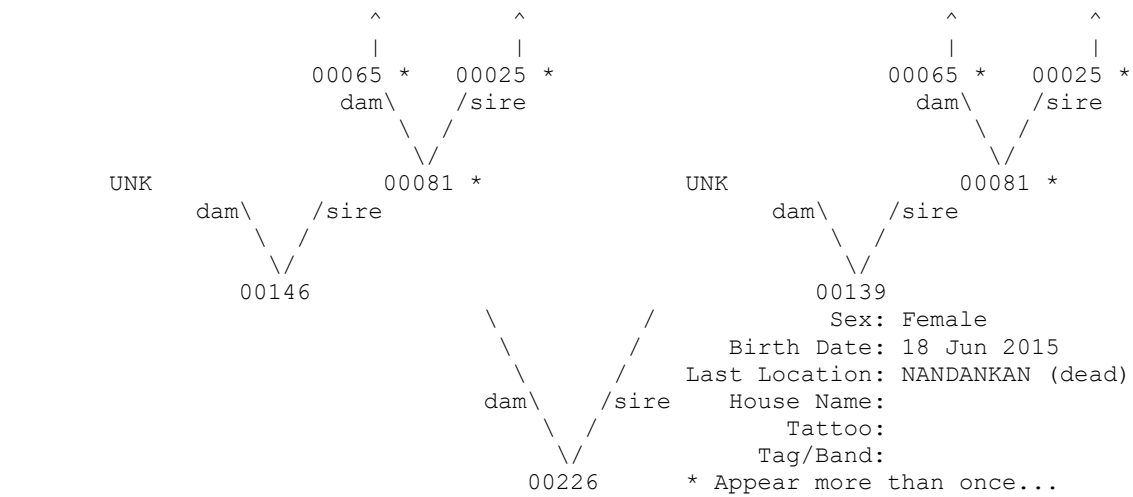 ^ ^ ^ ^
| | | |
00065 * 00025 * 00065 * 00025 *
dam\ /sire dam\ /sire
\ / \ /
\/ \/
UNK 00081 * UNK 00081 *
dam\ /sire dam\ /sire
\ / \ /
\/ \/
00146 00139
\ / Sex: Female
\ / Birth Date: 18 Jun 2015
\ / Last Location: NANDANKAN (dead)
dam\ /sire House Name:
\ / Tattoo:
\/ Tag/Band:
00226 * Appear more than once...